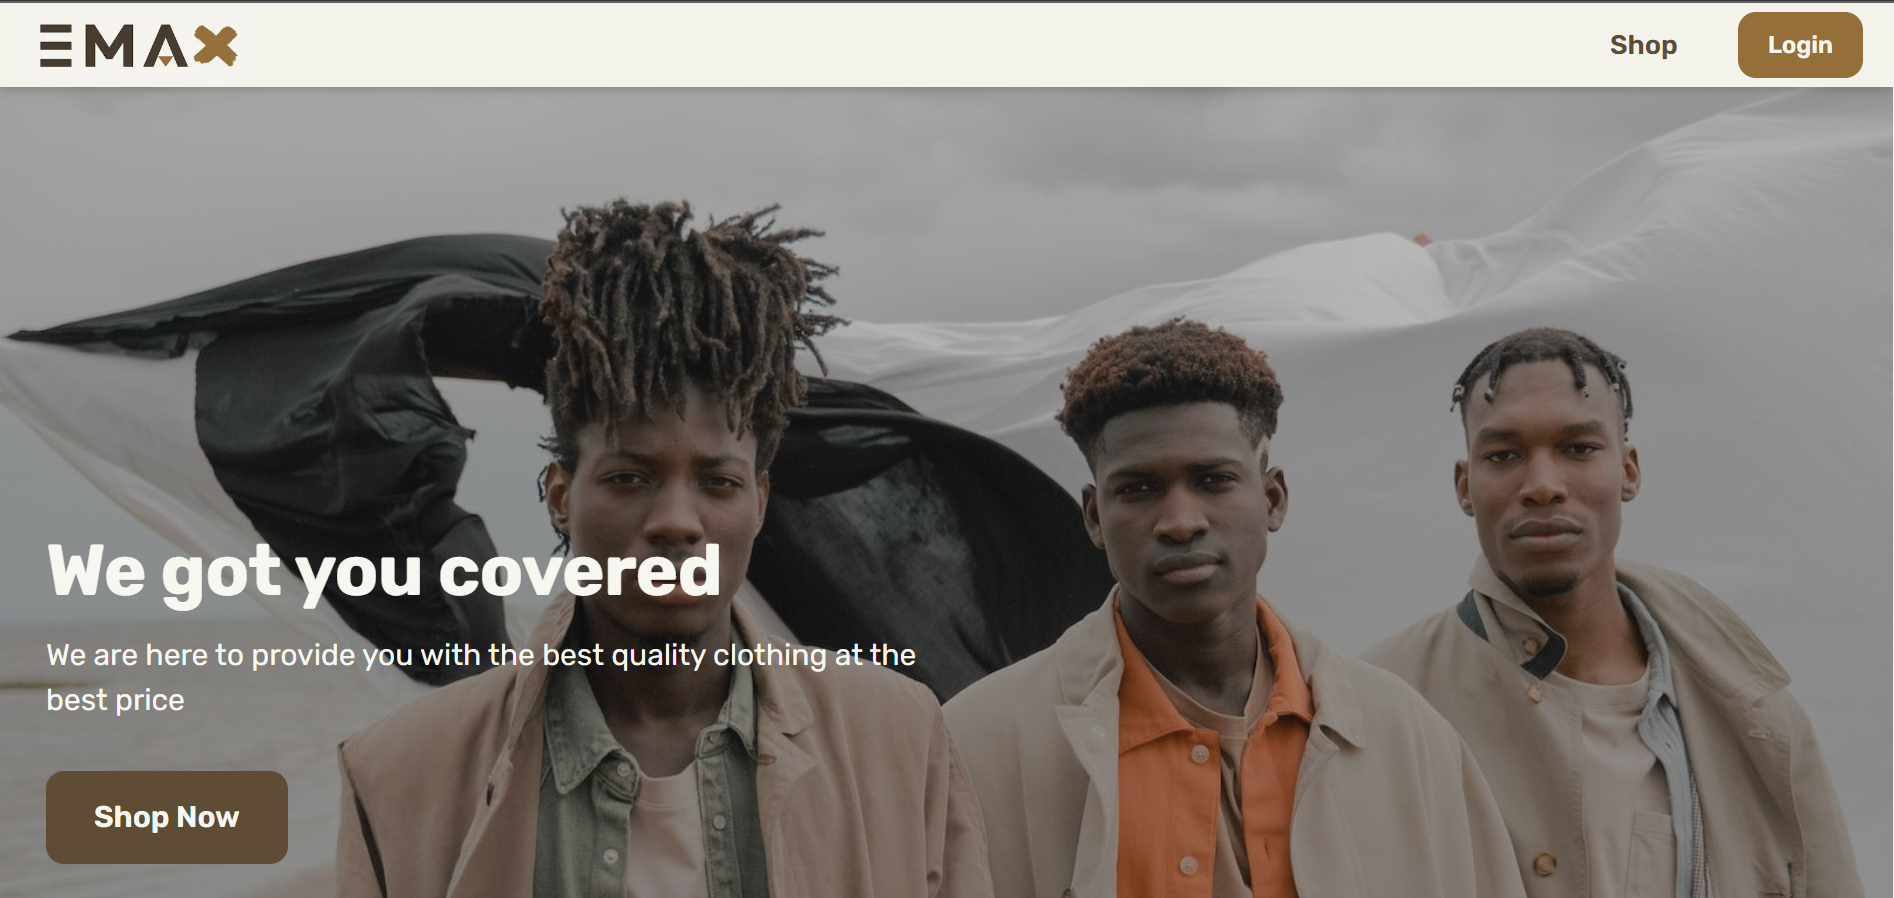 EMAX
Shop
Login
We got you covered
We are here to provide you with the best quality clothing at the
best price
Shop Now